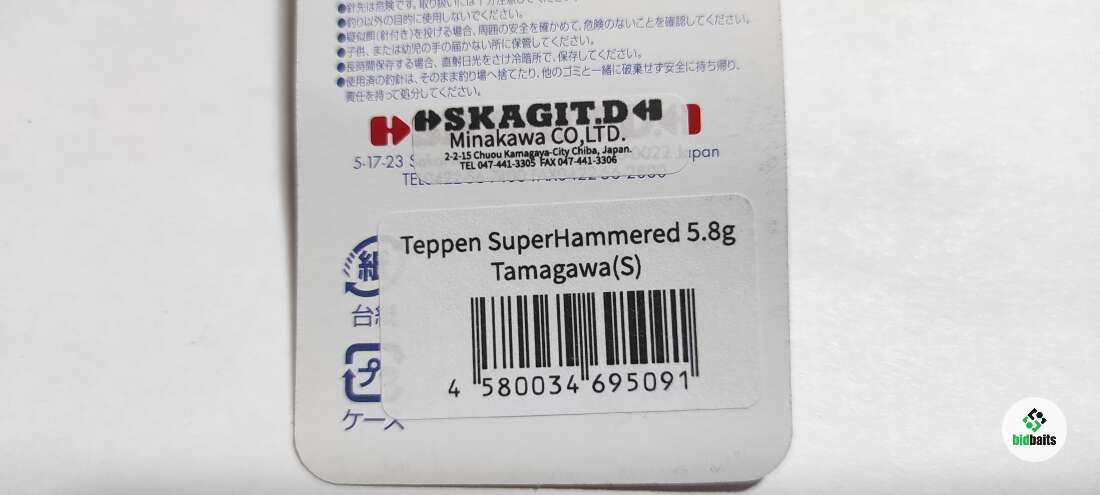 ●針先は危険です。取り扱いには十分注意してください。
●釣り以外の目的に使用しないでください。
●疑似餌(針付き)を投げる場合、周囲の安全を確かめて、危険のないことを確認してください。
●子供、または幼児の手の届かない所に保管してください。
●長時間保存する場合、直射日光をさけ冷暗所で、保存してください。
●使用済の釣針は、そのまま釣り場へ捨てたり、他のゴミと一緒に破棄せず安全に持ち帰り、
責任を持って処分してください。
SKAGIT.D
Minakawa CO,LTD.
2-2-15 Chuou Kamagaya-City Chiba, Japan.
TEL 047-441-3305 FAX 047-441-3306
5-17-23
Japan
TEL
Teppen SuperHammered 5.8g
Tamagawa(S)
4 580034 695091
紙
台紙
プ
ケース
bidbaits